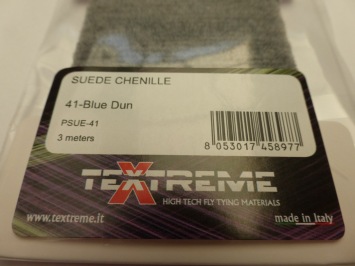 SUEDE CHENILLE
41-Blue Dun
PSUE-41
3 meters
8 053017 458977
TEXTREME
HIGH TECH FLY TYING MATERIALS
www.textreme.it
made in Italy